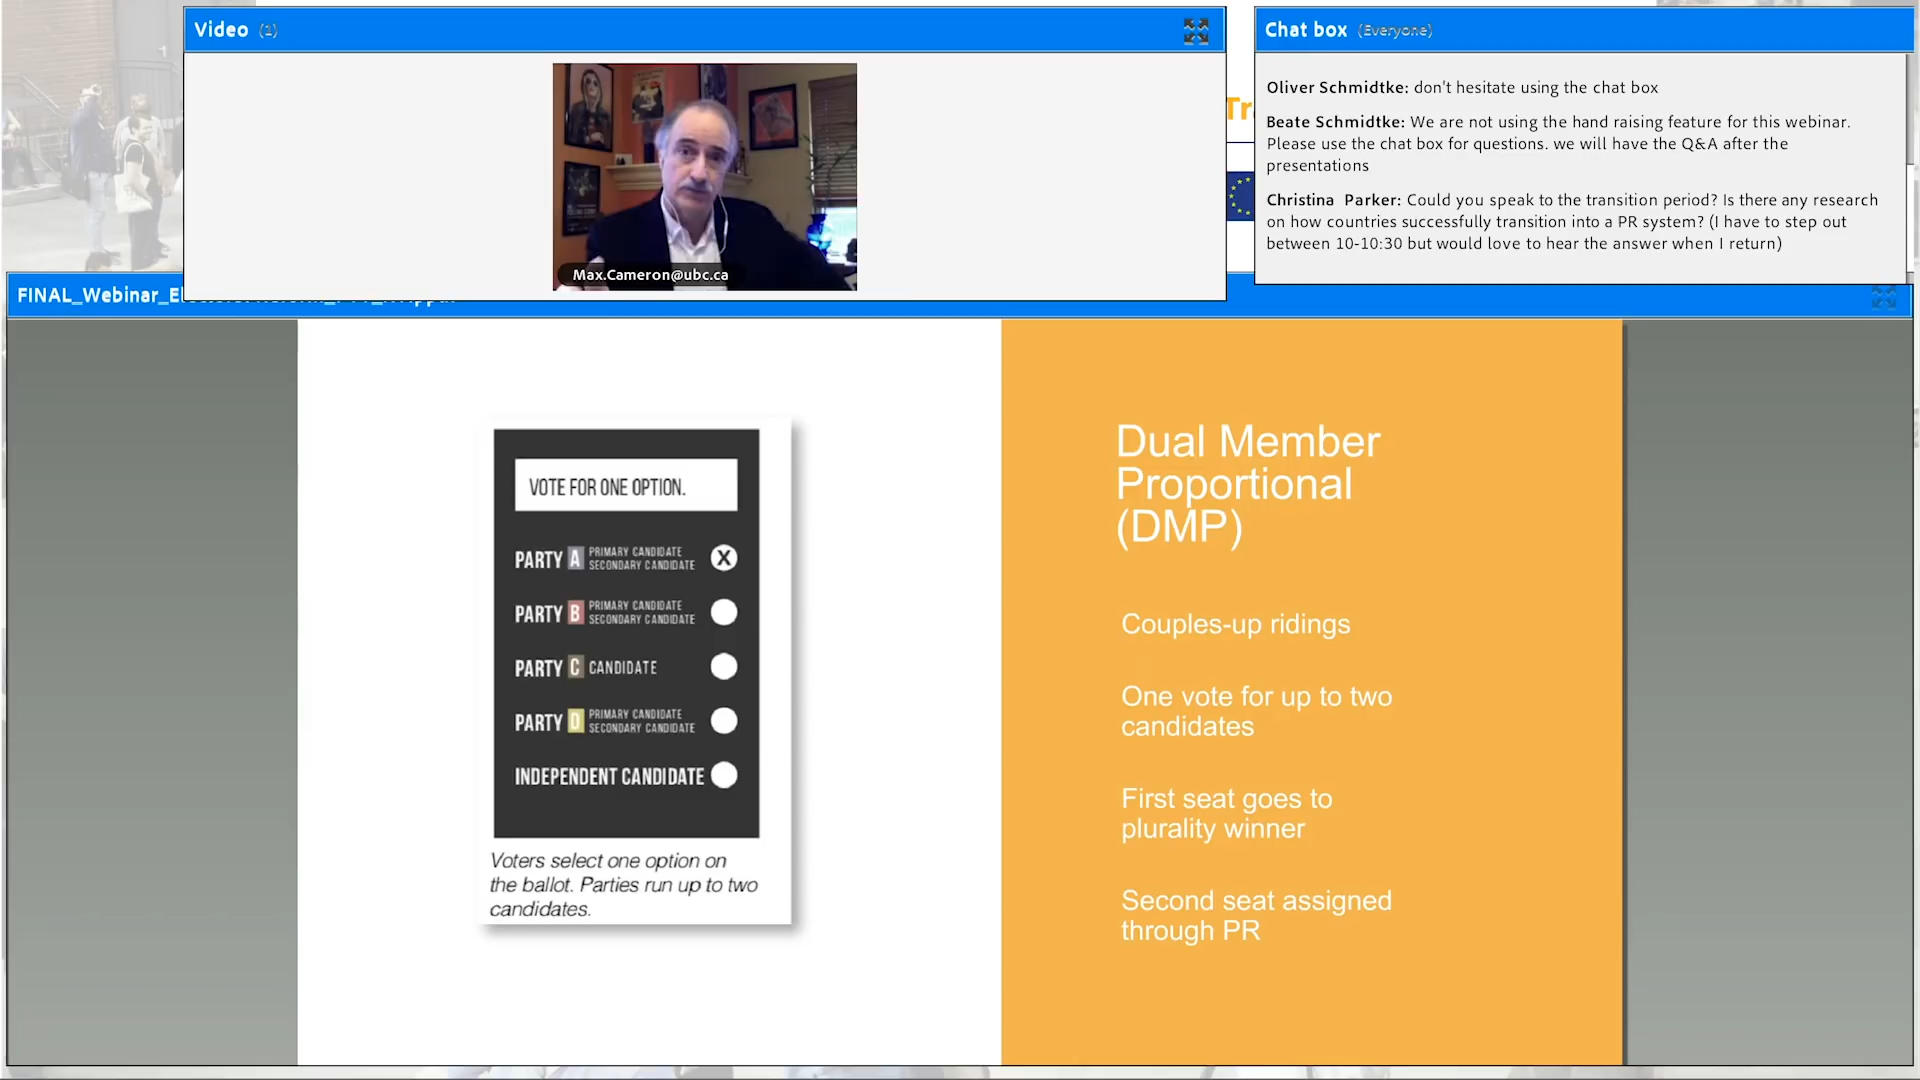 Video (1)
Max.Cameron@ubc.ca
Tr
Chat box (Everyone)
Oliver Schmidtke: don't hesitate using the chat box
Beate Schmidtke: We are not using the hand raising feature for this webinar.
Please use the chat box for questions. we will have the Q&A after the
presentations
Christina Parker: Could you speak to the transition period? Is there any research
on how countries successfully transition into a PR system? (I have to step out
between 10-10:30 but would love to hear the answer when I return)
VOTE FOR ONE OPTION.
PARTY A PRIMARY CANDIDATE
SECONDARY CANDIDATE X
PARTY B PRIMARY CANDIDATE
SECONDARY CANDIDATE
PARTY C CANDIDATE
PARTY D PRIMARY CANDIDATE
SECONDARY CANDIDATE
INDEPENDENT CANDIDATE
Voters select one option on
the ballot. Parties run up to two
candidates.
Dual Member
Proportional
(DMP)
Couples-up ridings
One vote for up to two
candidates
First seat goes to
plurality winner
Second seat assigned
through PR